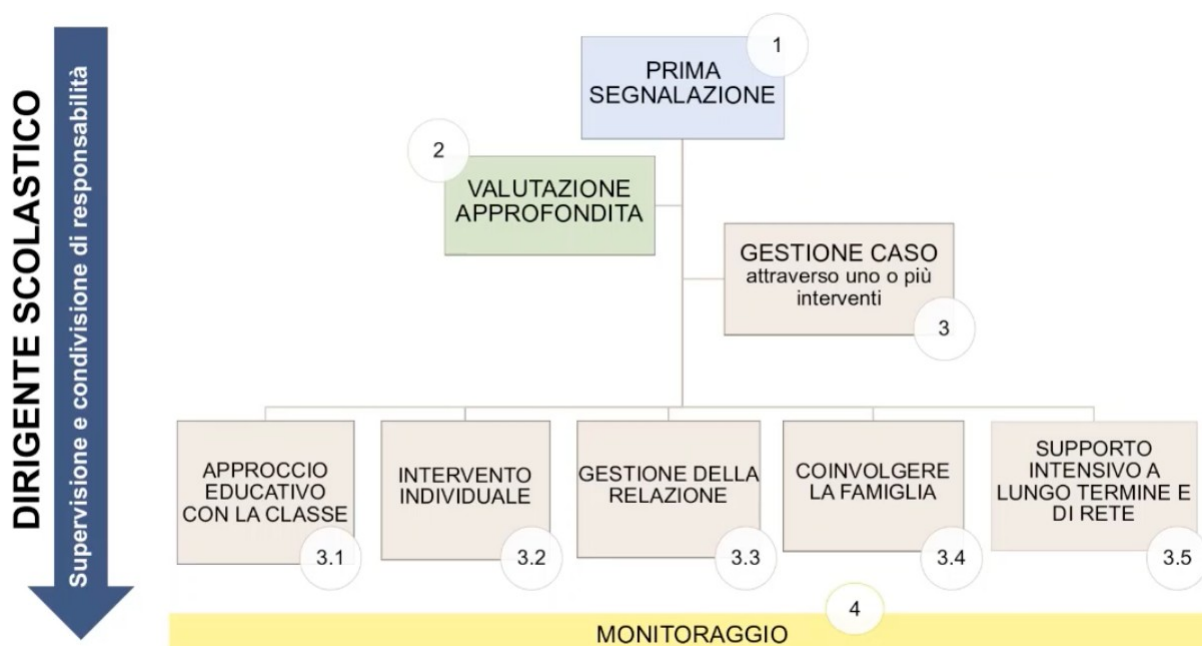 DIRIGENTE SCOLASTICO
Supervisione e condivisione di responsabilità
1
PRIMA
SEGNALAZIONE
2
VALUTAZIONE
APPROFONDITA
GESTIONE CASO
attraverso uno o più
interventi
3
APPROCCIO
EDUCATIVO
CON LA CLASSE
3.1
INTERVENTO
INDIVIDUALE
3.2
GESTIONE DELLA
RELAZIONE
3.3
COINVOLGERE
LA FAMIGLIA
3.4
SUPPORTO
INTENSIVO A
LUNGO TERMINE E
DI RETE
3.5
4
MONITORAGGIO